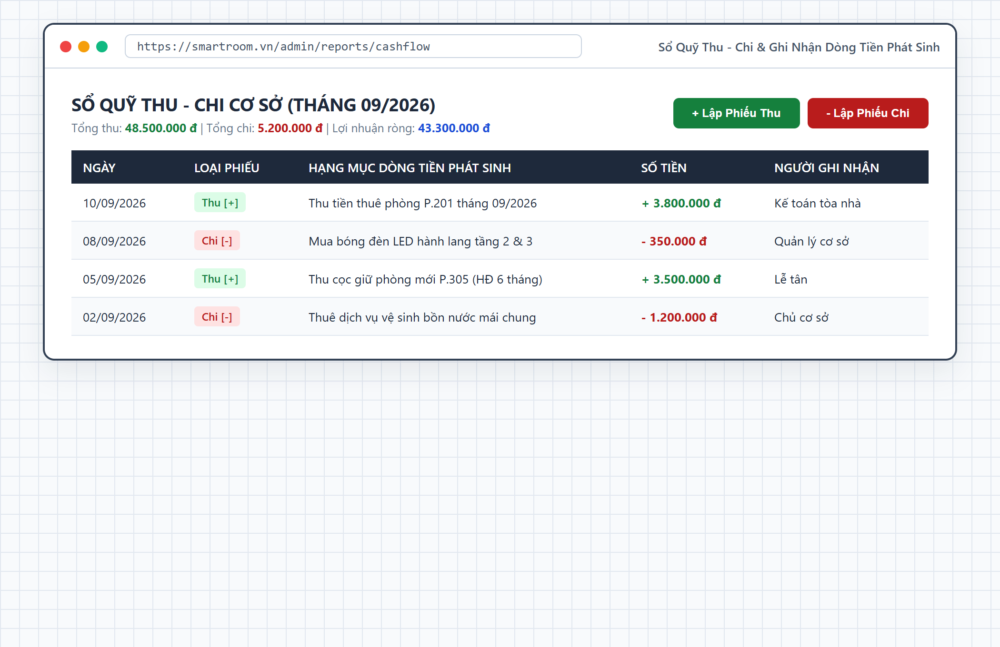 https://smartroom.vn/admin/reports/cashflow
Sổ Quỹ Thu - Chi & Ghi Nhận Dòng Tiền Phát Sinh
SỔ QUỸ THU - CHI CƠ SỞ (THÁNG 09/2026)
Tổng thu: 48.500.000 đ | Tổng chi: 5.200.000 đ | Lợi nhuận ròng: 43.300.000 đ
+ Lập Phiếu Thu
- Lập Phiếu Chi
NGÀY LOẠI PHIẾU HẠNG MỤC DÒNG TIỀN PHÁT SINH SỐ TIỀN NGƯỜI GHI NHẬN
10/09/2026 Thu [+] Thu tiền thuê phòng P.201 tháng 09/2026 + 3.800.000 đ Kế toán tòa nhà
08/09/2026 Chi [-] Mua bóng đèn LED hành lang tầng 2 & 3 - 350.000 đ Quản lý cơ sở
05/09/2026 Thu [+] Thu cọc giữ phòng mới P.305 (HĐ 6 tháng) + 3.500.000 đ Lễ tân
02/09/2026 Chi [-] Thuê dịch vụ vệ sinh bồn nước mái chung - 1.200.000 đ Chủ cơ sở